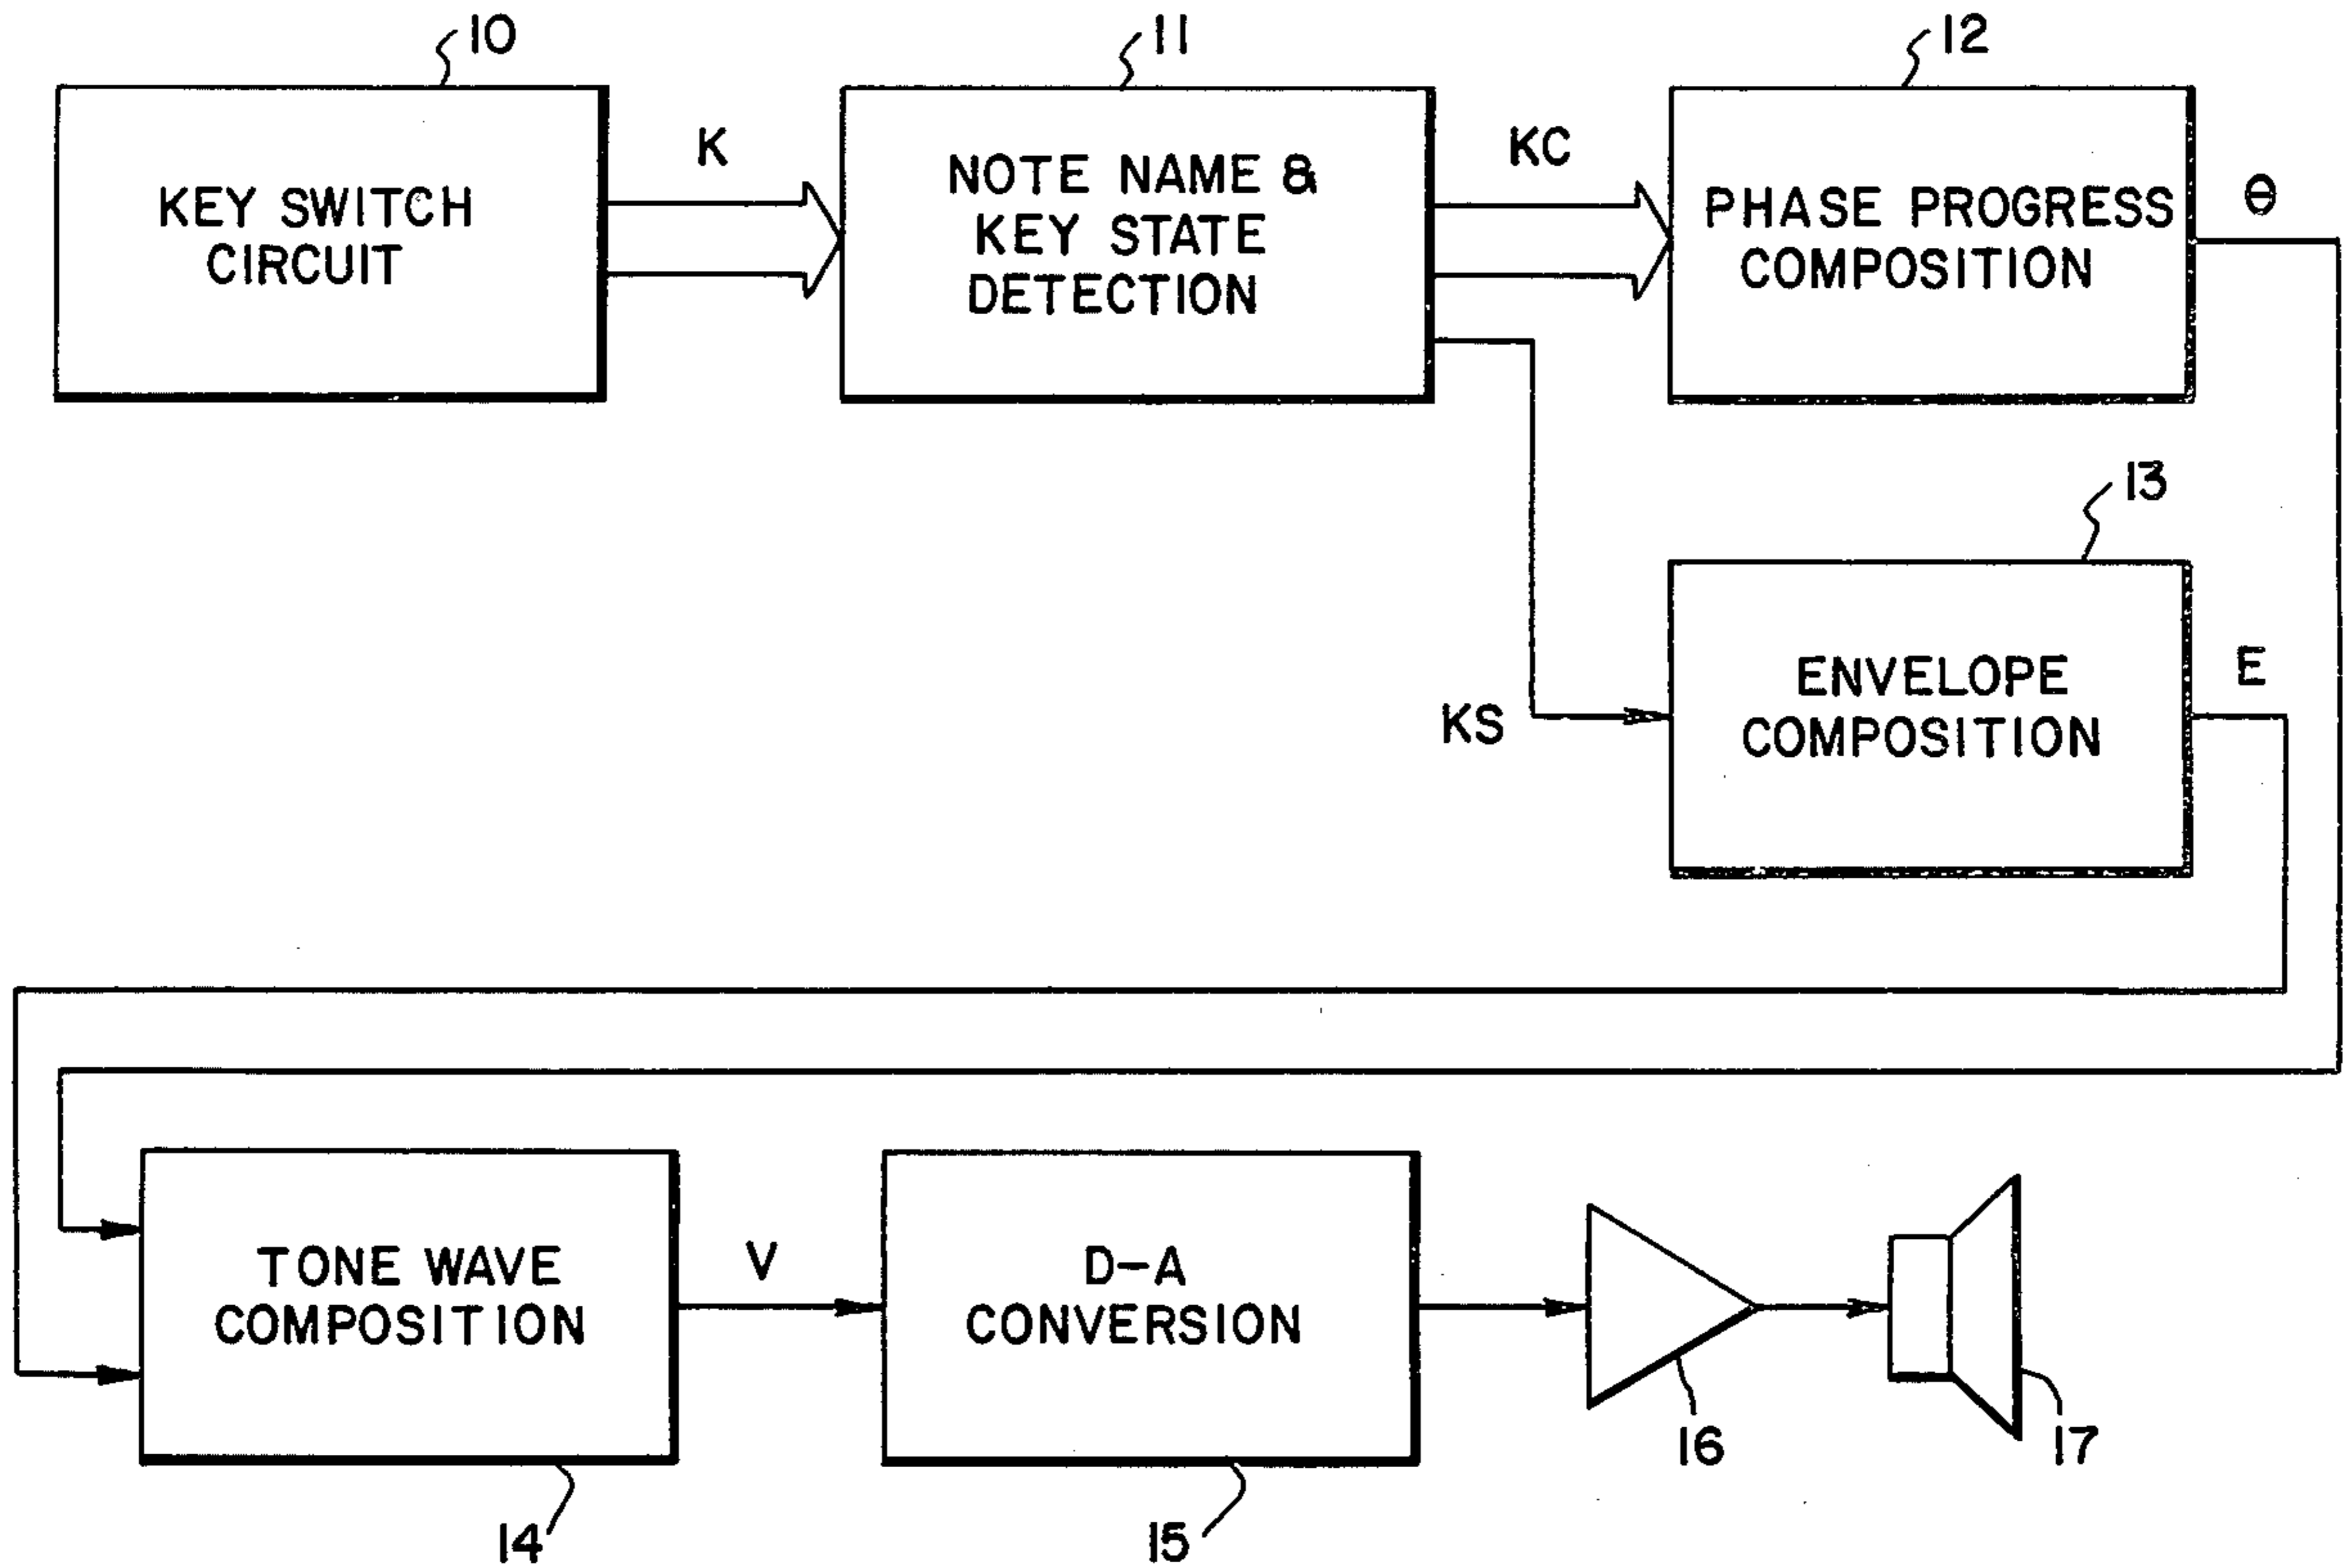 10
11
12
KEY SWITCH
CIRCUIT
K
NOTE NAME &
KEY STATE
DETECTION
KC
PHASE PROGRESS
COMPOSITION
θ
13
KS
ENVELOPE
COMPOSITION
E
TONE WAVE
COMPOSITION
V
D-A
CONVERSION
14
15
16
17